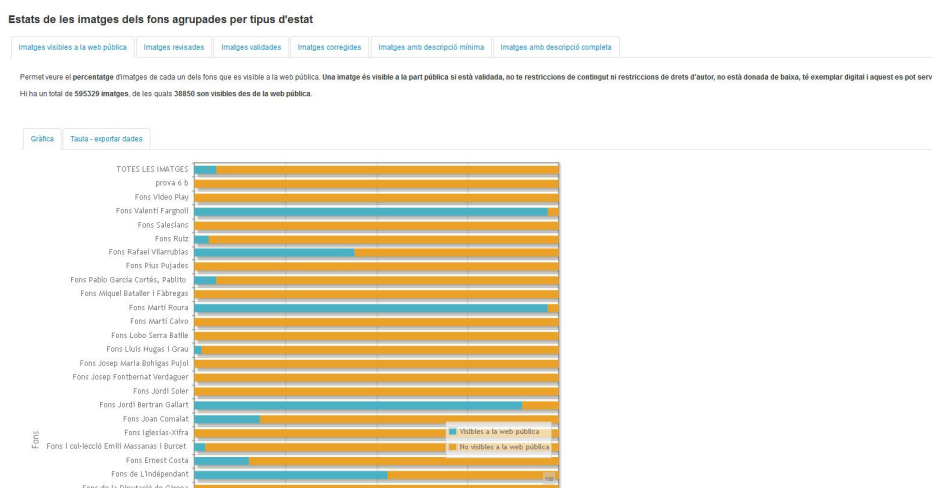 Estats de les imatges dels fons agrupades per tipus d'estat
Imatges visibles a la web pública
Imatges revisades
Imatges validades
Imatges corregides
Imatges amb descripció mínima
Imatges amb descripció completa
Permet veure el percentatge d'imatges de cada un dels fons que es visible a la web pública. Una imatge és visible a la part pública si està validada, no te restriccions de contingut ni restriccions de drets d'autor, no està donada de baixa, té exemplar digital i aquest es pot serv
Hi ha un total de 595329 imatges, de les quals 38850 son visibles des de la web pública.
Gràfica
Taula - exportar dades
TOTES LES IMATGES
prova 6 b
Fons Video Play
Fons Valentí Fargnoli
Fons Salesians
Fons Ruiz
Fons Rafael Vilarrubias
Fons Pius Pujades
Fons Pablo García Cortés, Pablito
Fons Miquel Bataller i Fàbregas
Fons Martí Roura
Fons Martí Calvo
Fons Lobo Serra Batlle
Fons Lluís Hugas i Grau
Fons Josep Maria Bohigas Pujol
Fons Josep Fontbernat Verdaguer
Fons Jordi Soler
Fons Jordi Bertran Gallart
Fons Joan Comalat
Fons Iglesias-Xifra
Fons i col·lecció Emili Massanas i Burcet
Fons Ernest Costa
Fons de L'Indépendant
Fons de la Diputació de Girona
Fons
Visibles a la web pública
No visibles a la web pública
100